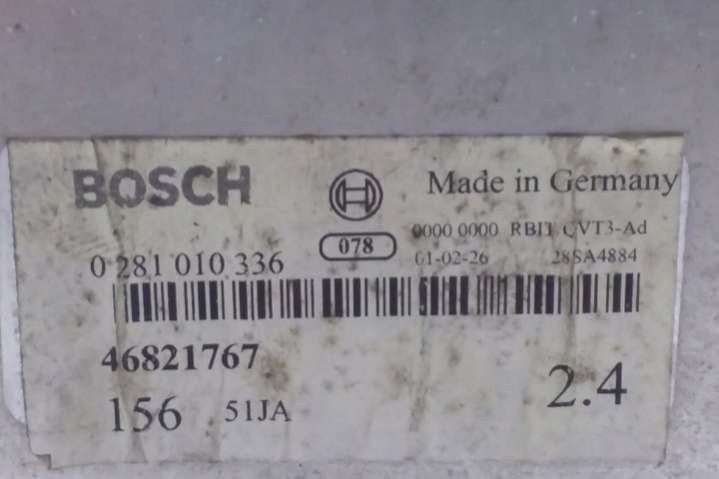 BOSCH
Made in Germany
078
0000 0000 RBIT QVT3-Ad
0 281 010 336
01-02-26 28SA4884
46821767
156 51JA
2.4